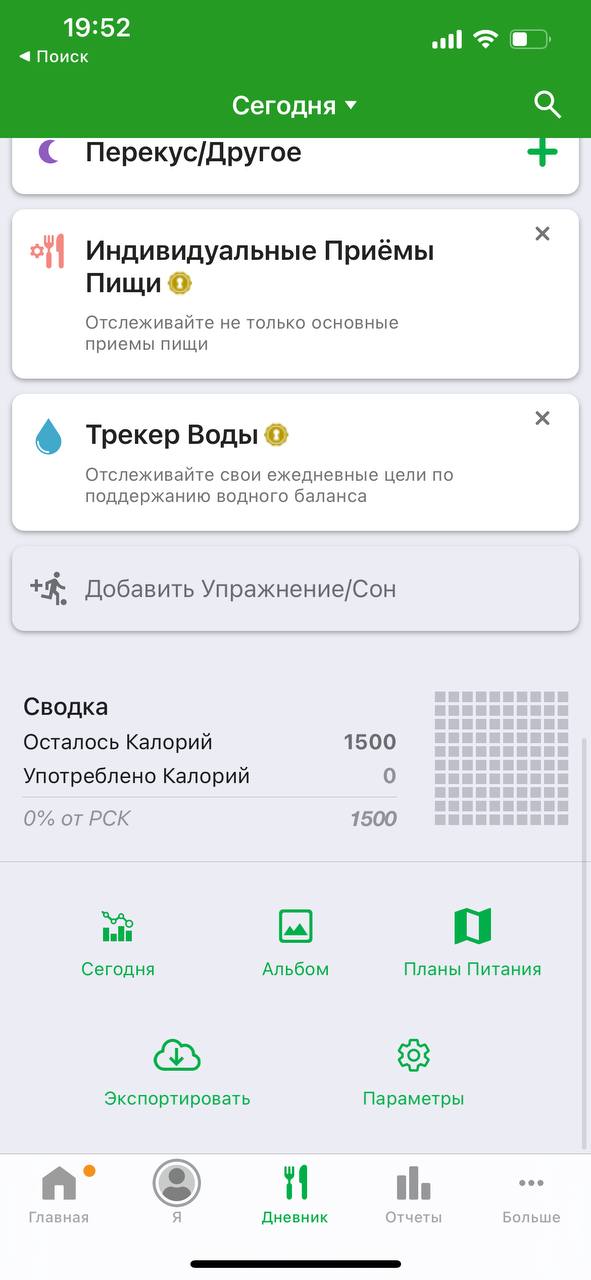 19:52
◀ Поиск
Сегодня ▼
Перекус/Другое
Индивидуальные Приёмы
Пищи
Отслеживайте не только основные
приемы пищи
Трекер Воды
Отслеживайте свои ежедневные цели по
поддержанию водного баланса
Добавить Упражнение/Сон
Сводка
Осталось Калорий 1500
Употреблено Калорий 0
0% от РСК 1500
Сегодня Альбом Планы Питания
Экспортировать Параметры
Главная Я Дневник Отчеты Больше